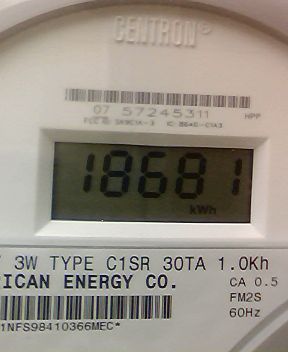 CENTRON®
07 57245311 HPP
18681
kWh
3W TYPE C1SR 30TA 1.0Kh
RICAN ENERGY CO. CA 0.5
FM2S
60Hz
1NFS98410366MEC*